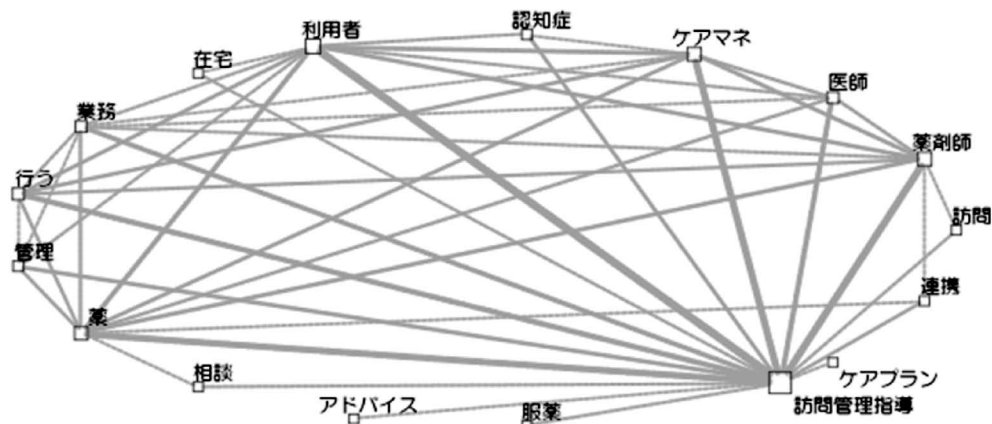 認知症
利用者
ケアマネ
在宅
医師
業務
薬剤師
行う
訪問
管理
連携
薬
相談
ケアプラン
アドバイス
訪問管理指導
服薬